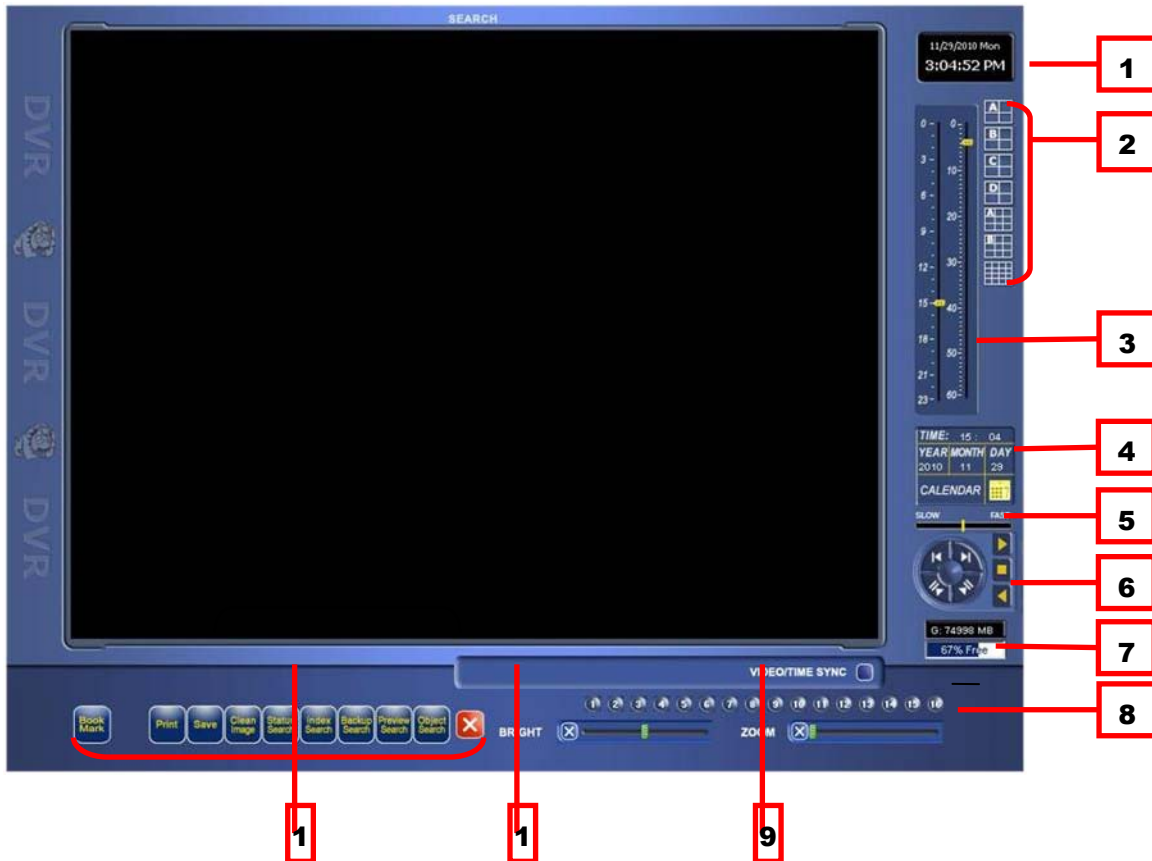 SEARCH
11/29/2010 Mon
3:04:52 PM
1
DVR
DVR
DVR
A
B
C
D
A
B
2
0
3
6
9
12
15
18
21
23
0
10
20
30
40
50
60
3
TIME: 15 : 04
YEAR MONTH DAY
2010 11 29
CALENDAR
4
SLOW FAST
5
6
G: 74998 MB
67% Free
7
VIDEO/TIME SYNC
1 2 3 4 5 6 7 8 9 10 11 12 13 14 15 16
8
Book Mark
Print
Save
Clean Image
Status Search
Index Search
Backup Search
Preview Search
Object Search
X
BRIGHT X
ZOOM X
1
1
9